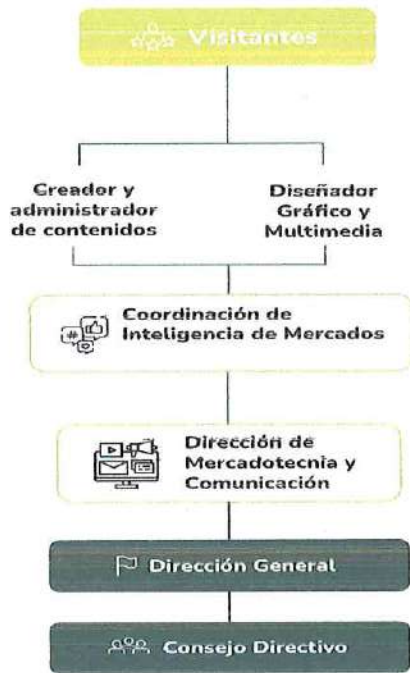 Visitantes
Creador y
administrador
de contenidos
Diseñador
Gráfico y
Multimedia
Coordinación de
Inteligencia de Mercados
Dirección de
Mercadotecnia y
Comunicación
Dirección General
Consejo Directivo